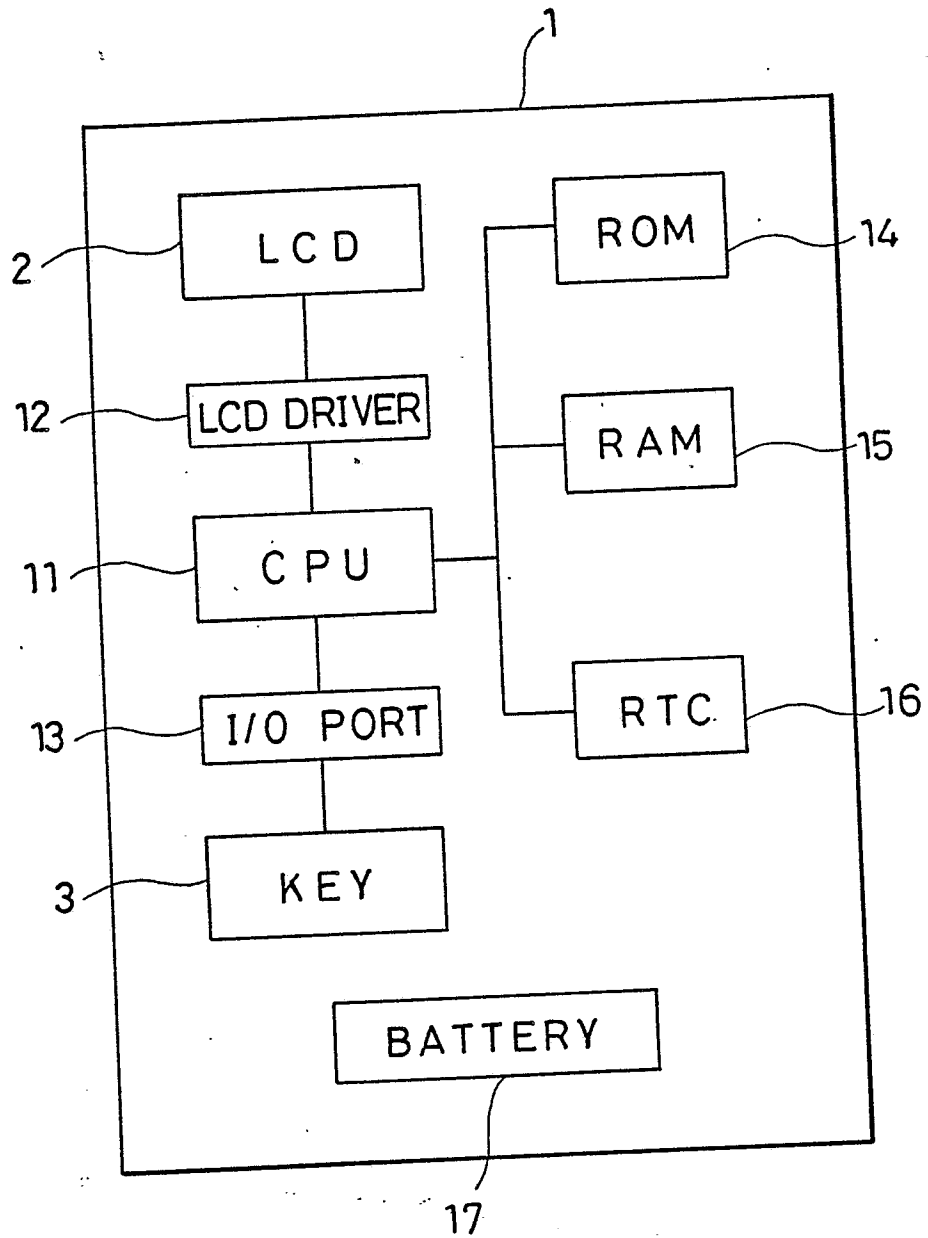 1
LCD
2
ROM
14
LCD DRIVER
12
RAM
15
CPU
11
I/O PORT
13
RTC
16
KEY
3
BATTERY
17